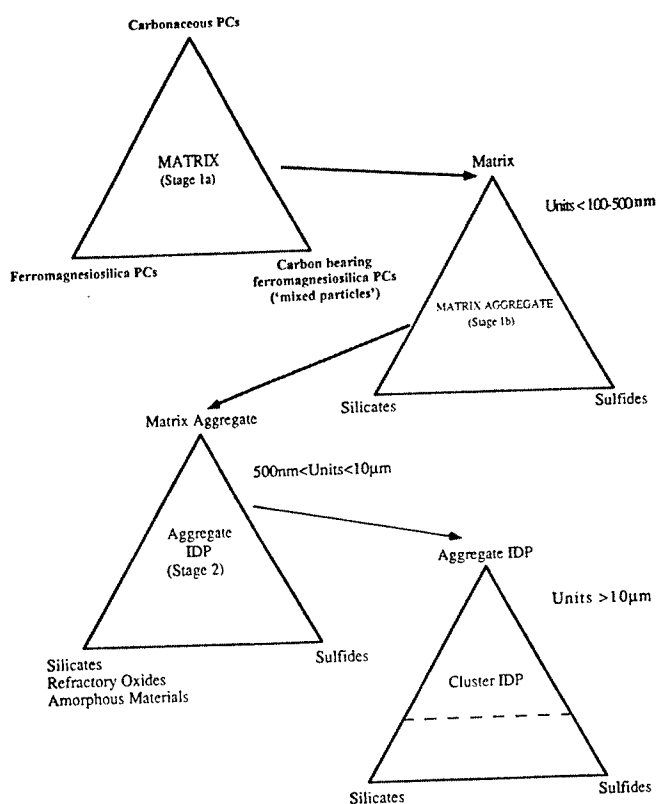 Carbonaceous PCs
MATRIX
(Stage 1a)
Ferromagnesiosilica PCs
Carbon bearing
ferromagnesiosilica PCs
('mixed particles')
Matrix
Units<100-500nm
MATRIX AGGREGATE
(Stage 1b)
Silicates
Sulfides
Matrix Aggregate
500nm<Units<10μm
Aggregate
IDP
(Stage 2)
Silicates
Refractory Oxides
Amorphous Materials
Sulfides
Aggregate IDP
Units >10μm
Cluster IDP
Silicates
Sulfides